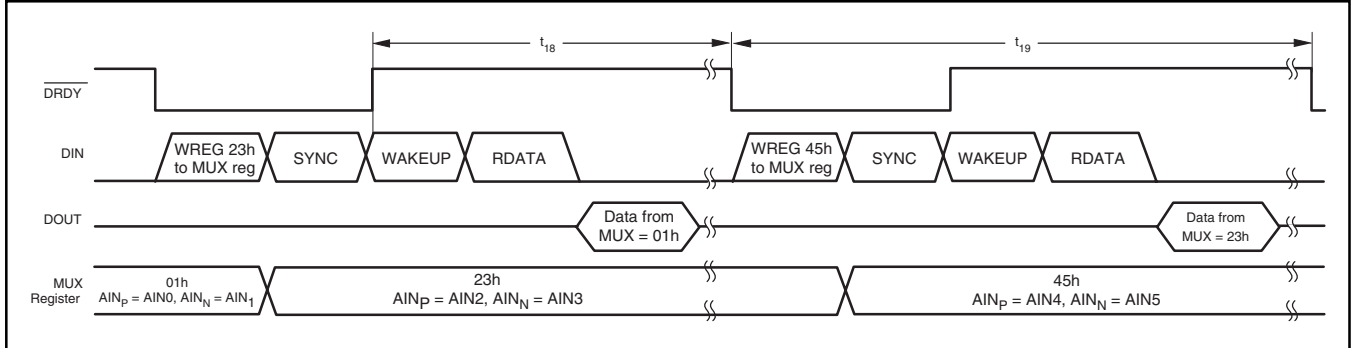 t18
t19
DRDY
DIN
WREG 23h
to MUX reg
SYNC
WAKEUP
RDATA
WREG 45h
to MUX reg
SYNC
WAKEUP
RDATA
DOUT
Data from
MUX = 01h
Data from
MUX = 23h
MUX
Register
01h
AINP = AIN0, AINN = AIN1
23h
AINP = AIN2, AINN = AIN3
45h
AINP = AIN4, AINN = AIN5